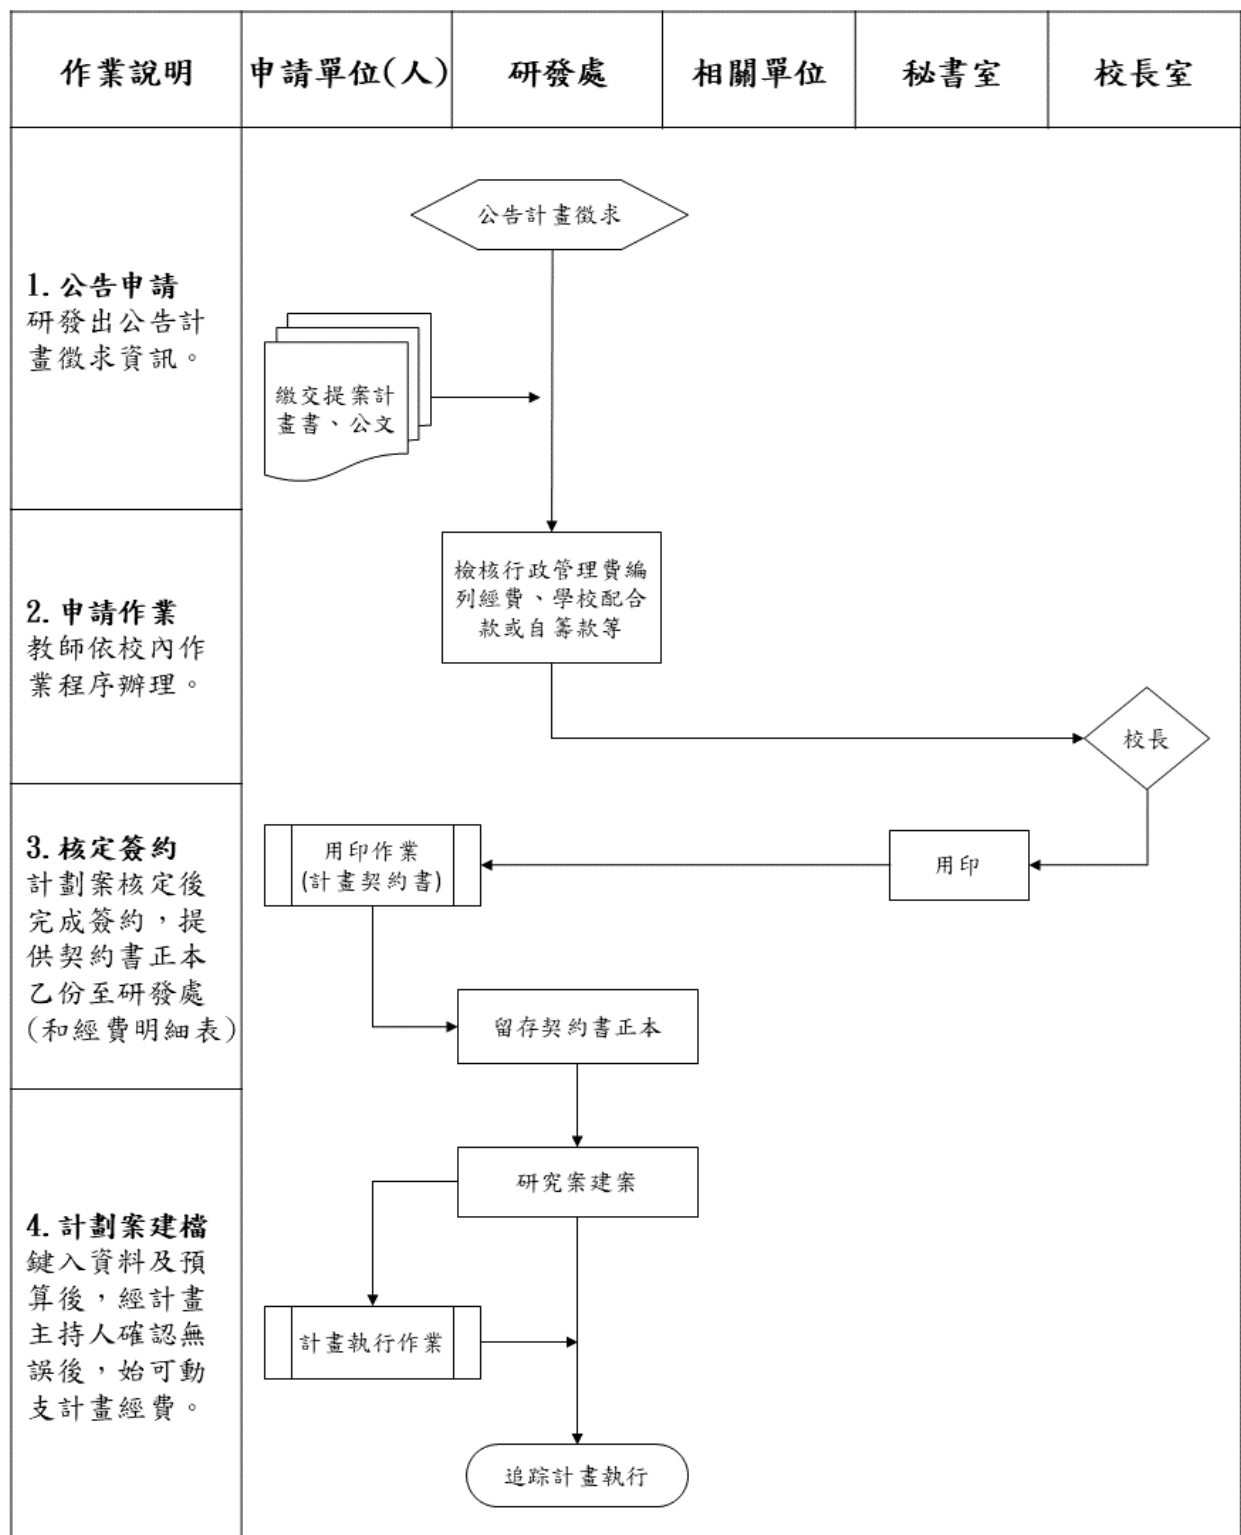 作業說明
申請單位(人)
研發處
相關單位
秘書室
校長室
1. 公告申請
研發出公告計
畫徵求資訊。
公告計畫徵求
繳交提案計
畫書、公文
2. 申請作業
教師依校內作
業程序辦理。
檢核行政管理費編
列經費、學校配合
款或自籌款等
校長
3. 核定簽約
計劃案核定後
完成簽約，提
供契約書正本
乙份至研發處
(和經費明細表)
用印作業
(計畫契約書)
用印
留存契約書正本
4. 計劃案建檔
鍵入資料及預
算後，經計畫
主持人確認無
誤後，始可動
支計畫經費。
研究案建案
計畫執行作業
追踪計畫執行